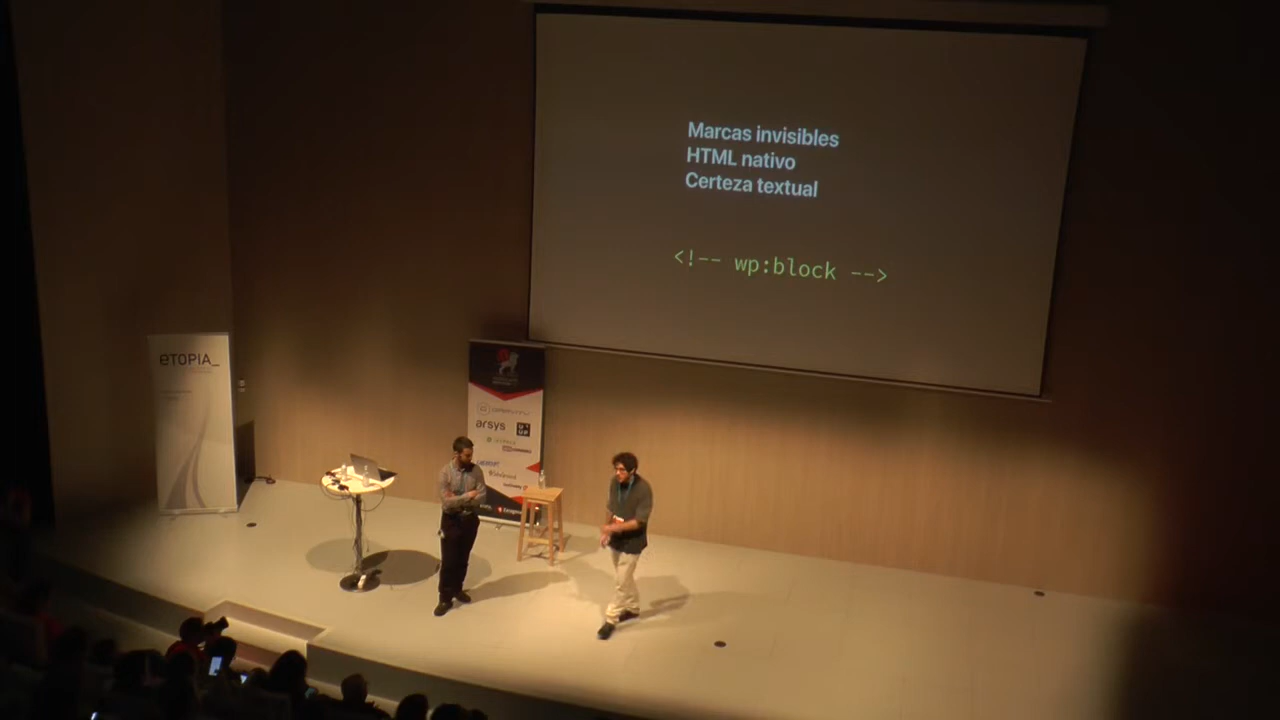 Marcas invisibles
HTML nativo
Certeza textual
<!-- wp:block -->
eTOPIA_
arsys